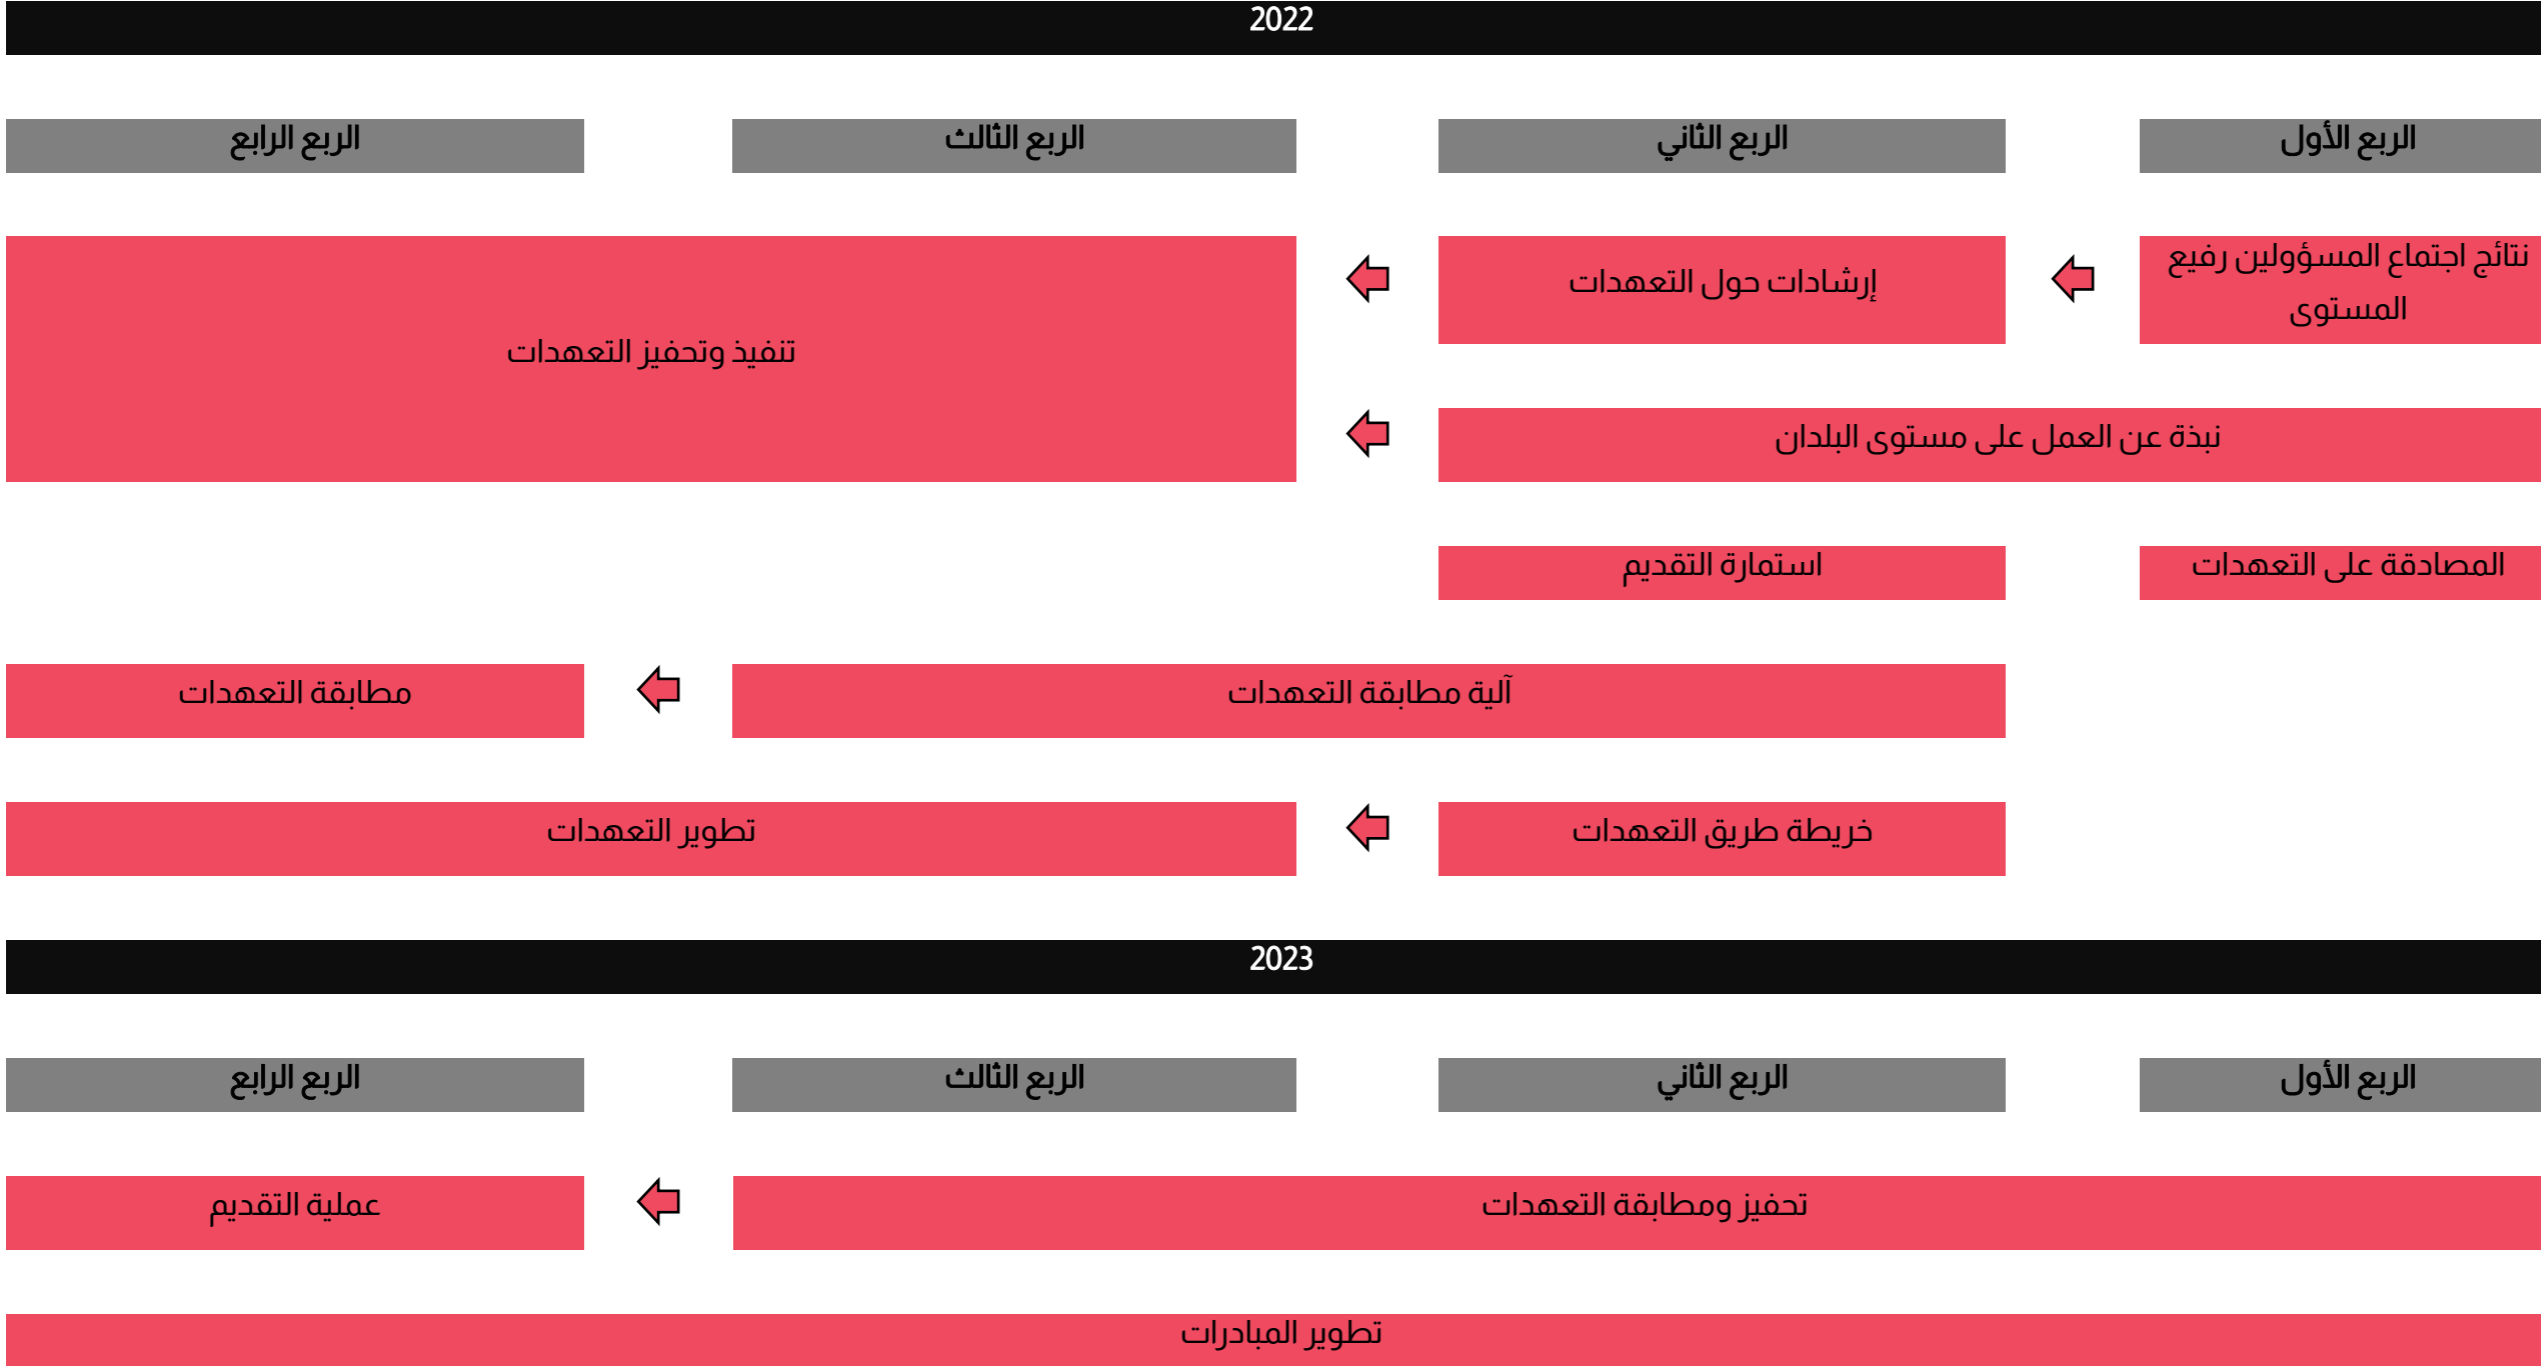 2022
الربع الأول
الربع الثاني
الربع الثالث
الربع الرابع
نتائج اجتماع المسؤولين رفيع
المستوى
إرشادات حول التعهدات
تنفيذ وتحفيز التعهدات
نبذة عن العمل على مستوى البلدان
المصادقة على التعهدات
استمارة التقديم
آلية مطابقة التعهدات
مطابقة التعهدات
خريطة طريق التعهدات
تطوير التعهدات
2023
الربع الأول
الربع الثاني
الربع الثالث
الربع الرابع
تحفيز ومطابقة التعهدات
عملية التقديم
تطوير المبادرات